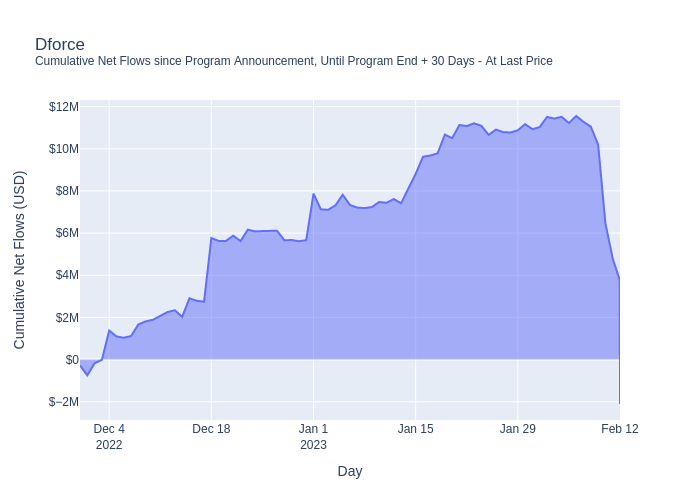 Dforce
Cumulative Net Flows since Program Announcement, Until Program End + 30 Days - At Last Price
Cumulative Net Flows (USD)
$12M
$10M
$8M
$6M
$4M
$2M
$0
$−2M
Dec 4
2022
Dec 18
Jan 1
2023
Jan 15
Jan 29
Feb 12
Day